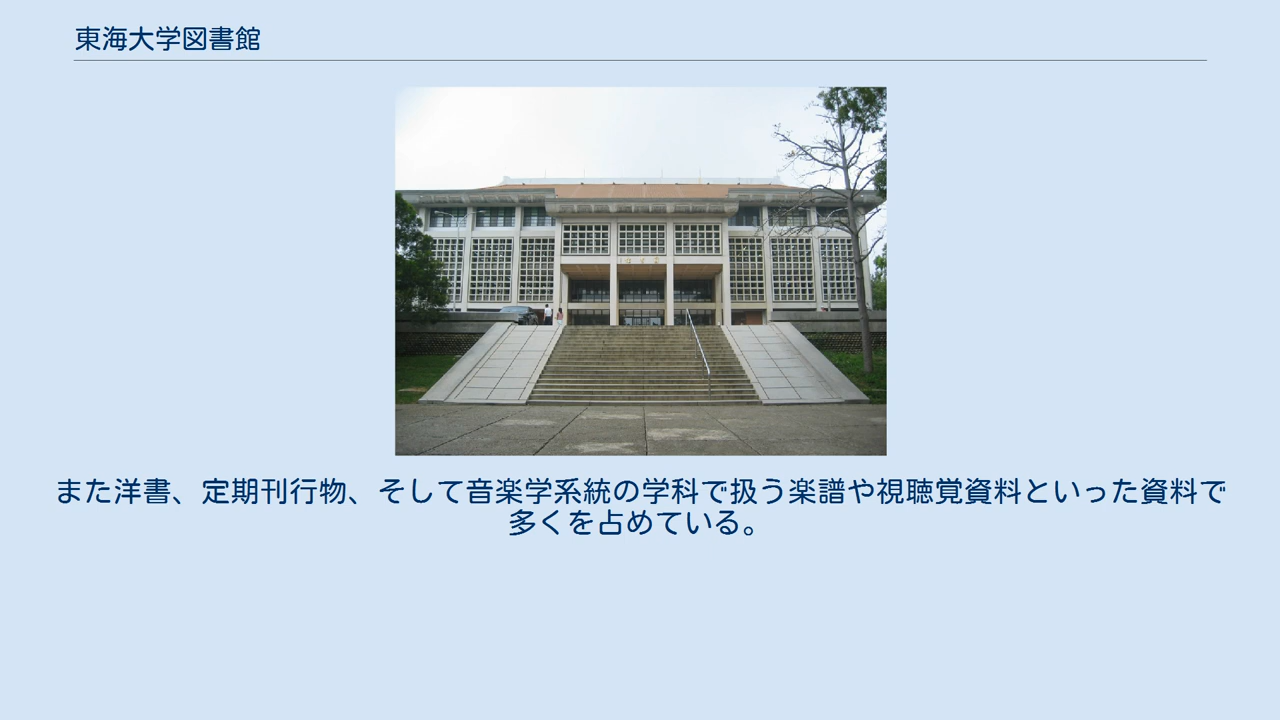 東海大学図書館
また洋書、定期刊行物、そして音楽学系統の学科で扱う楽譜や視聴覚資料といった資料で
多くを占めている。